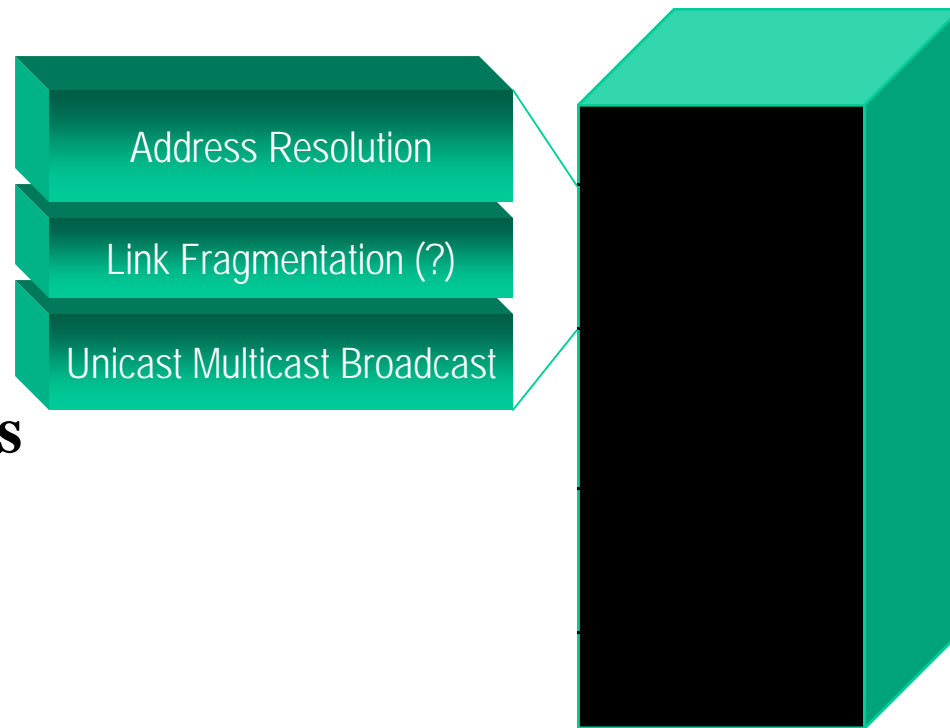 Address Resolution
Link Fragmentation (?)
Unicast Multicast Broadcast
s